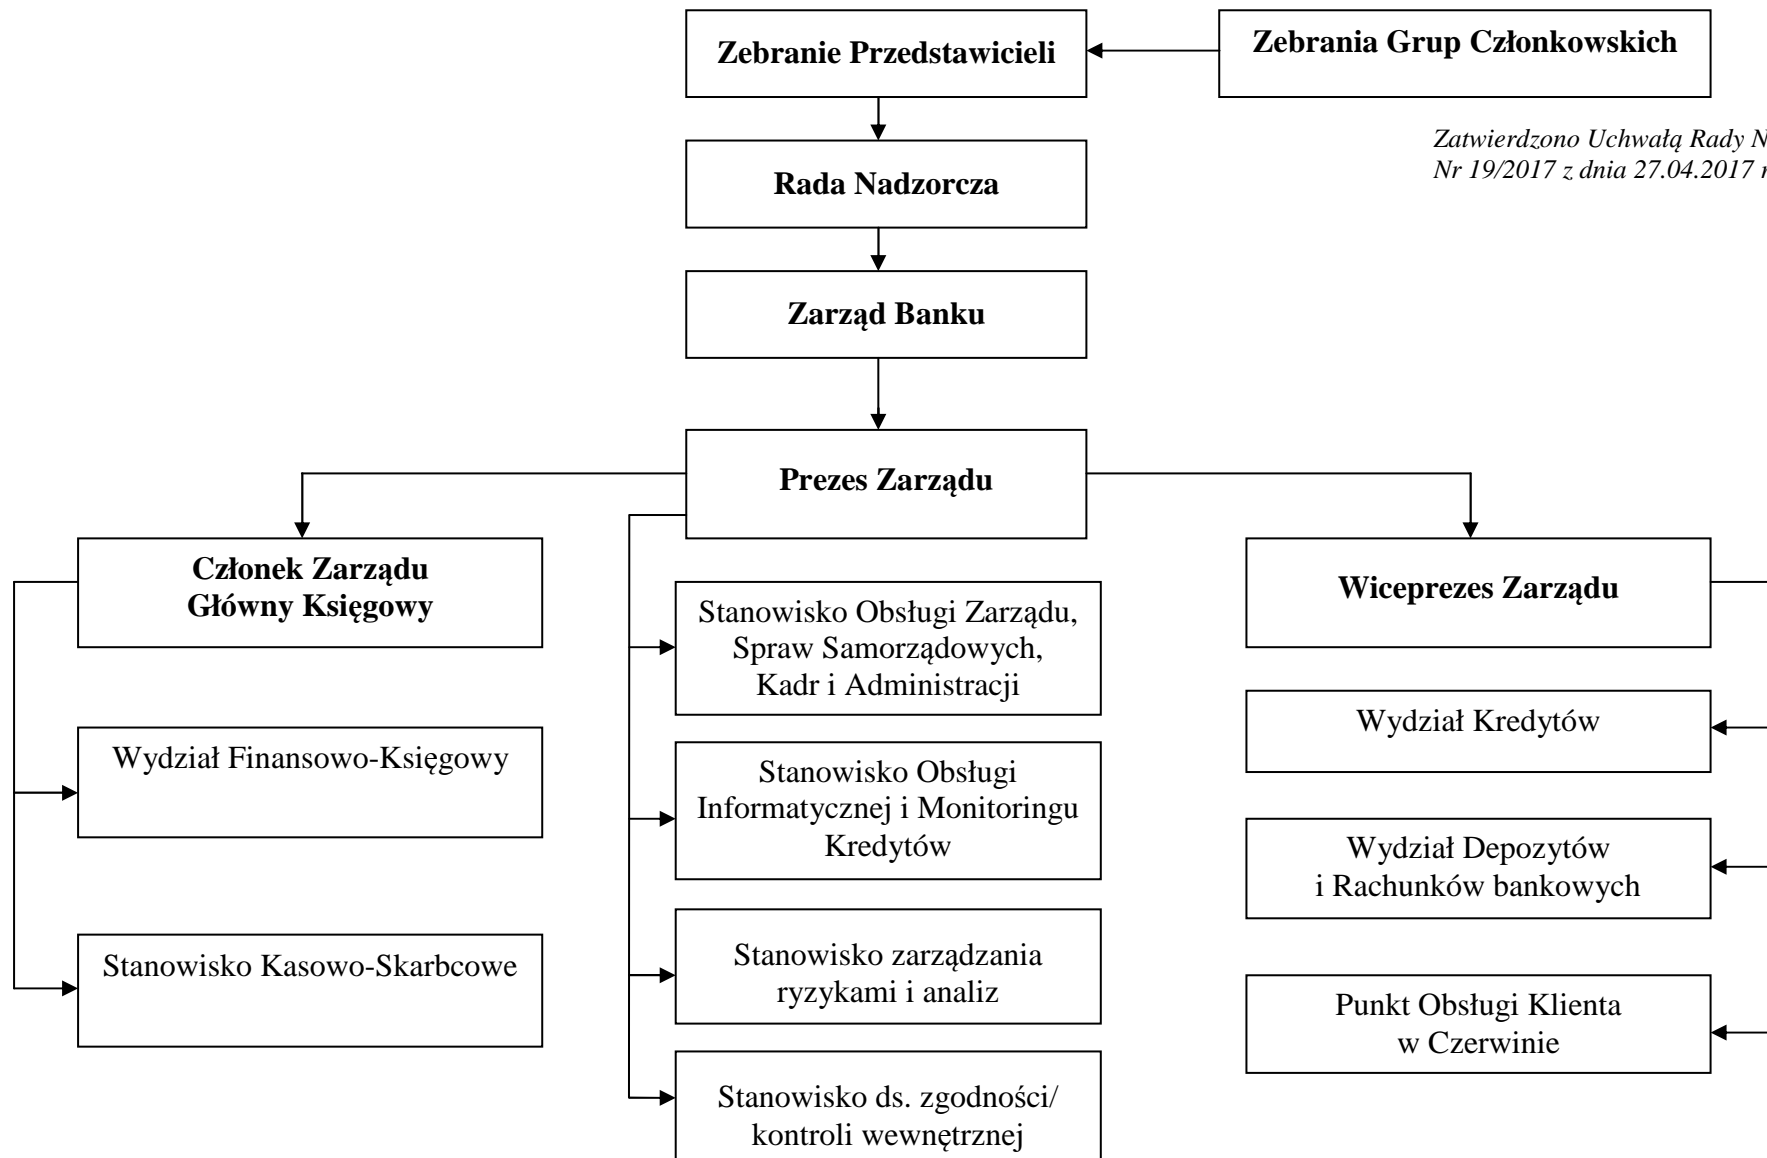 Zebranie Przedstawicieli
Zebrania Grup Członkowskich
Zatwierdzono Uchwałą Rady N
Nr 19/2017 z dnia 27.04.2017 r
Rada Nadzorcza
Zarząd Banku
Prezes Zarządu
Członek Zarządu
Główny Księgowy
Wydział Finansowo-Księgowy
Stanowisko Kasowo-Skarbcowe
Stanowisko Obsługi Zarządu,
Spraw Samorządowych,
Kadr i Administracji
Stanowisko Obsługi
Informatycznej i Monitoringu
Kredytów
Stanowisko zarządzania
ryzykami i analiz
Stanowisko ds. zgodności/
kontroli wewnętrznej
Wiceprezes Zarządu
Wydział Kredytów
Wydział Depozytów
i Rachunków bankowych
Punkt Obsługi Klienta
w Czerwinie